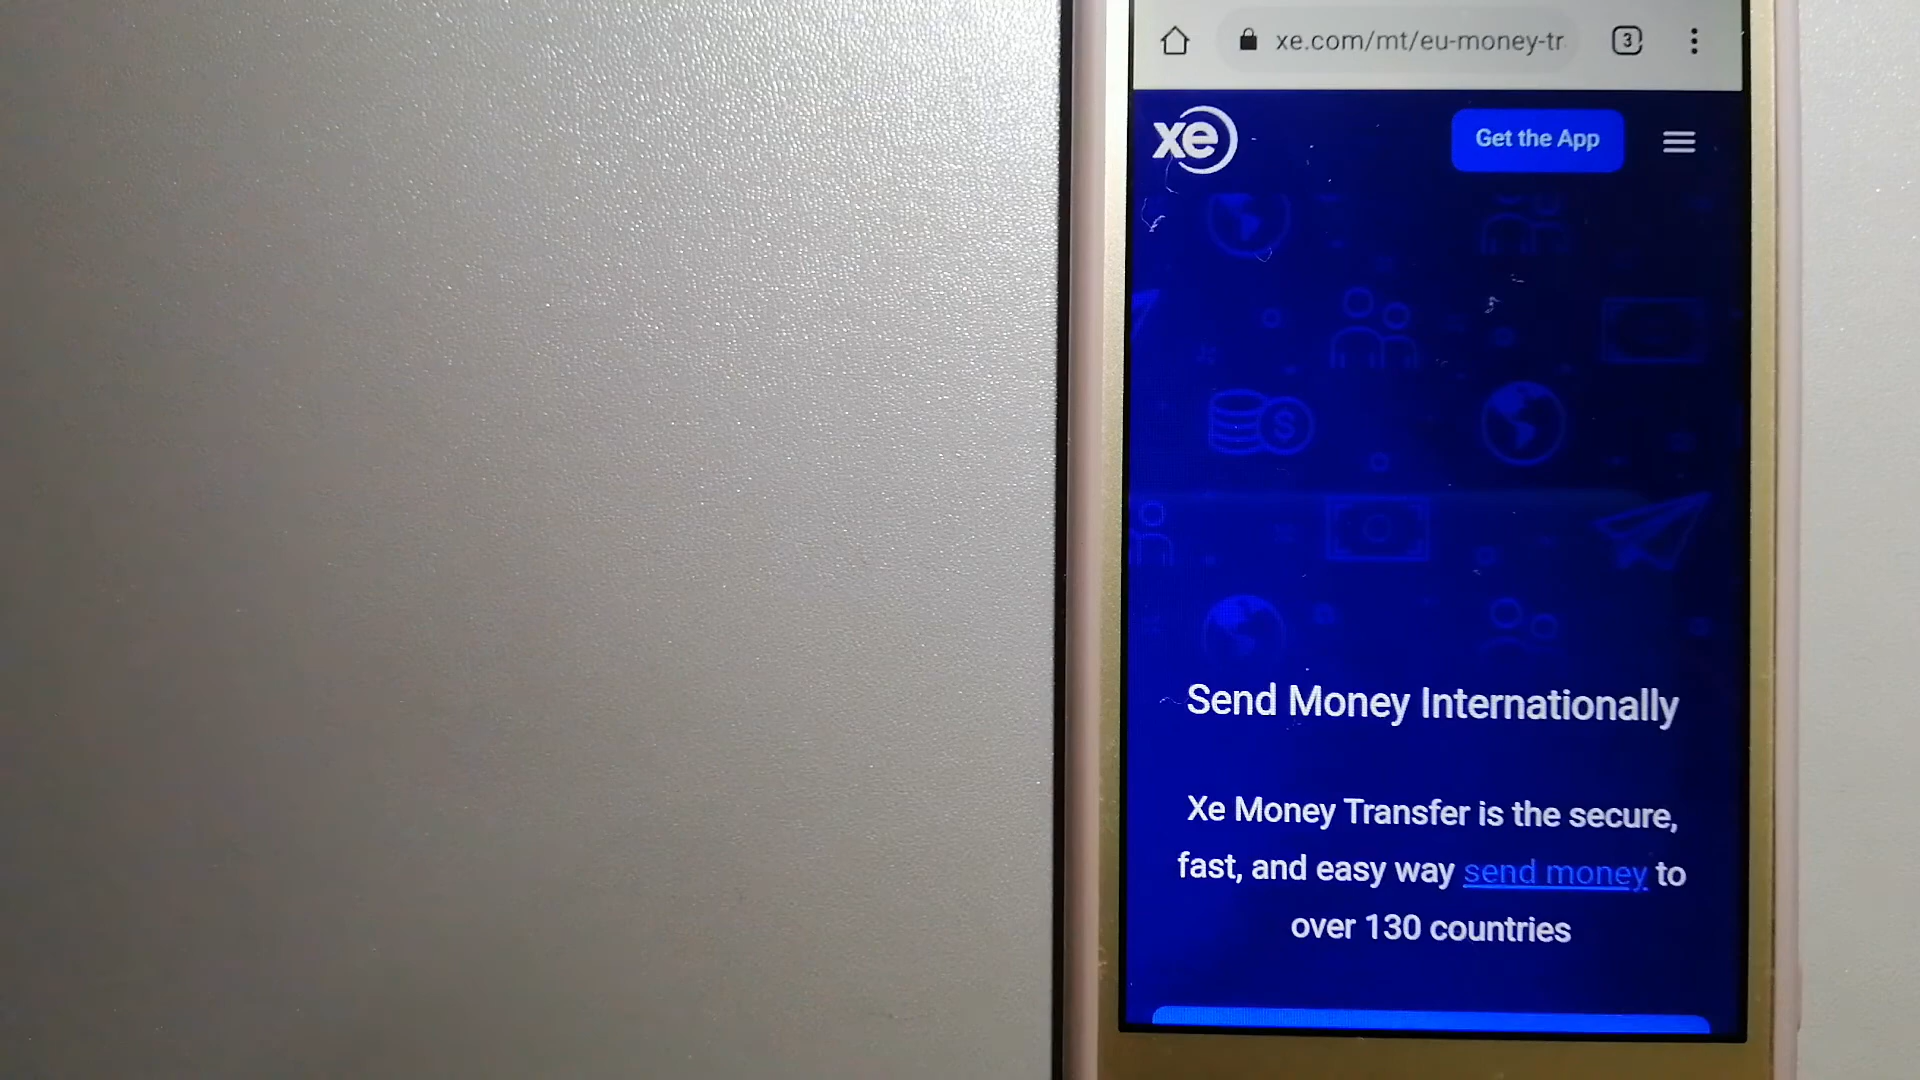 xe.com/mt/eu-money-tr
3
xe
Get the App
Send Money Internationally
Xe Money Transfer is the secure,
fast, and easy way send money to
over 130 countries